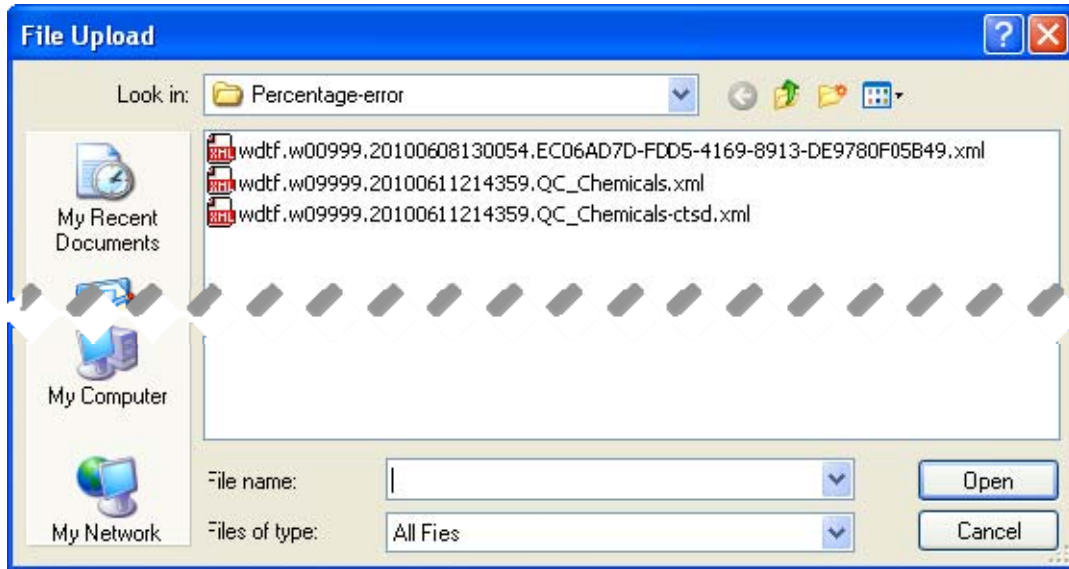 File Upload
Look in: Percentage-error
wdtf.w00999.20100608130054.EC06AD7D-FDD5-4169-8913-DE9780F05B49.xml
wdtf.w09999.20100611214359.QC_Chemicals.xml
wdtf.w09999.20100611214359.QC_Chemicals-ctsd.xml
My Recent
Documents
My Computer
My Network
File name:
Open
Files of type: All Fies
Cancel